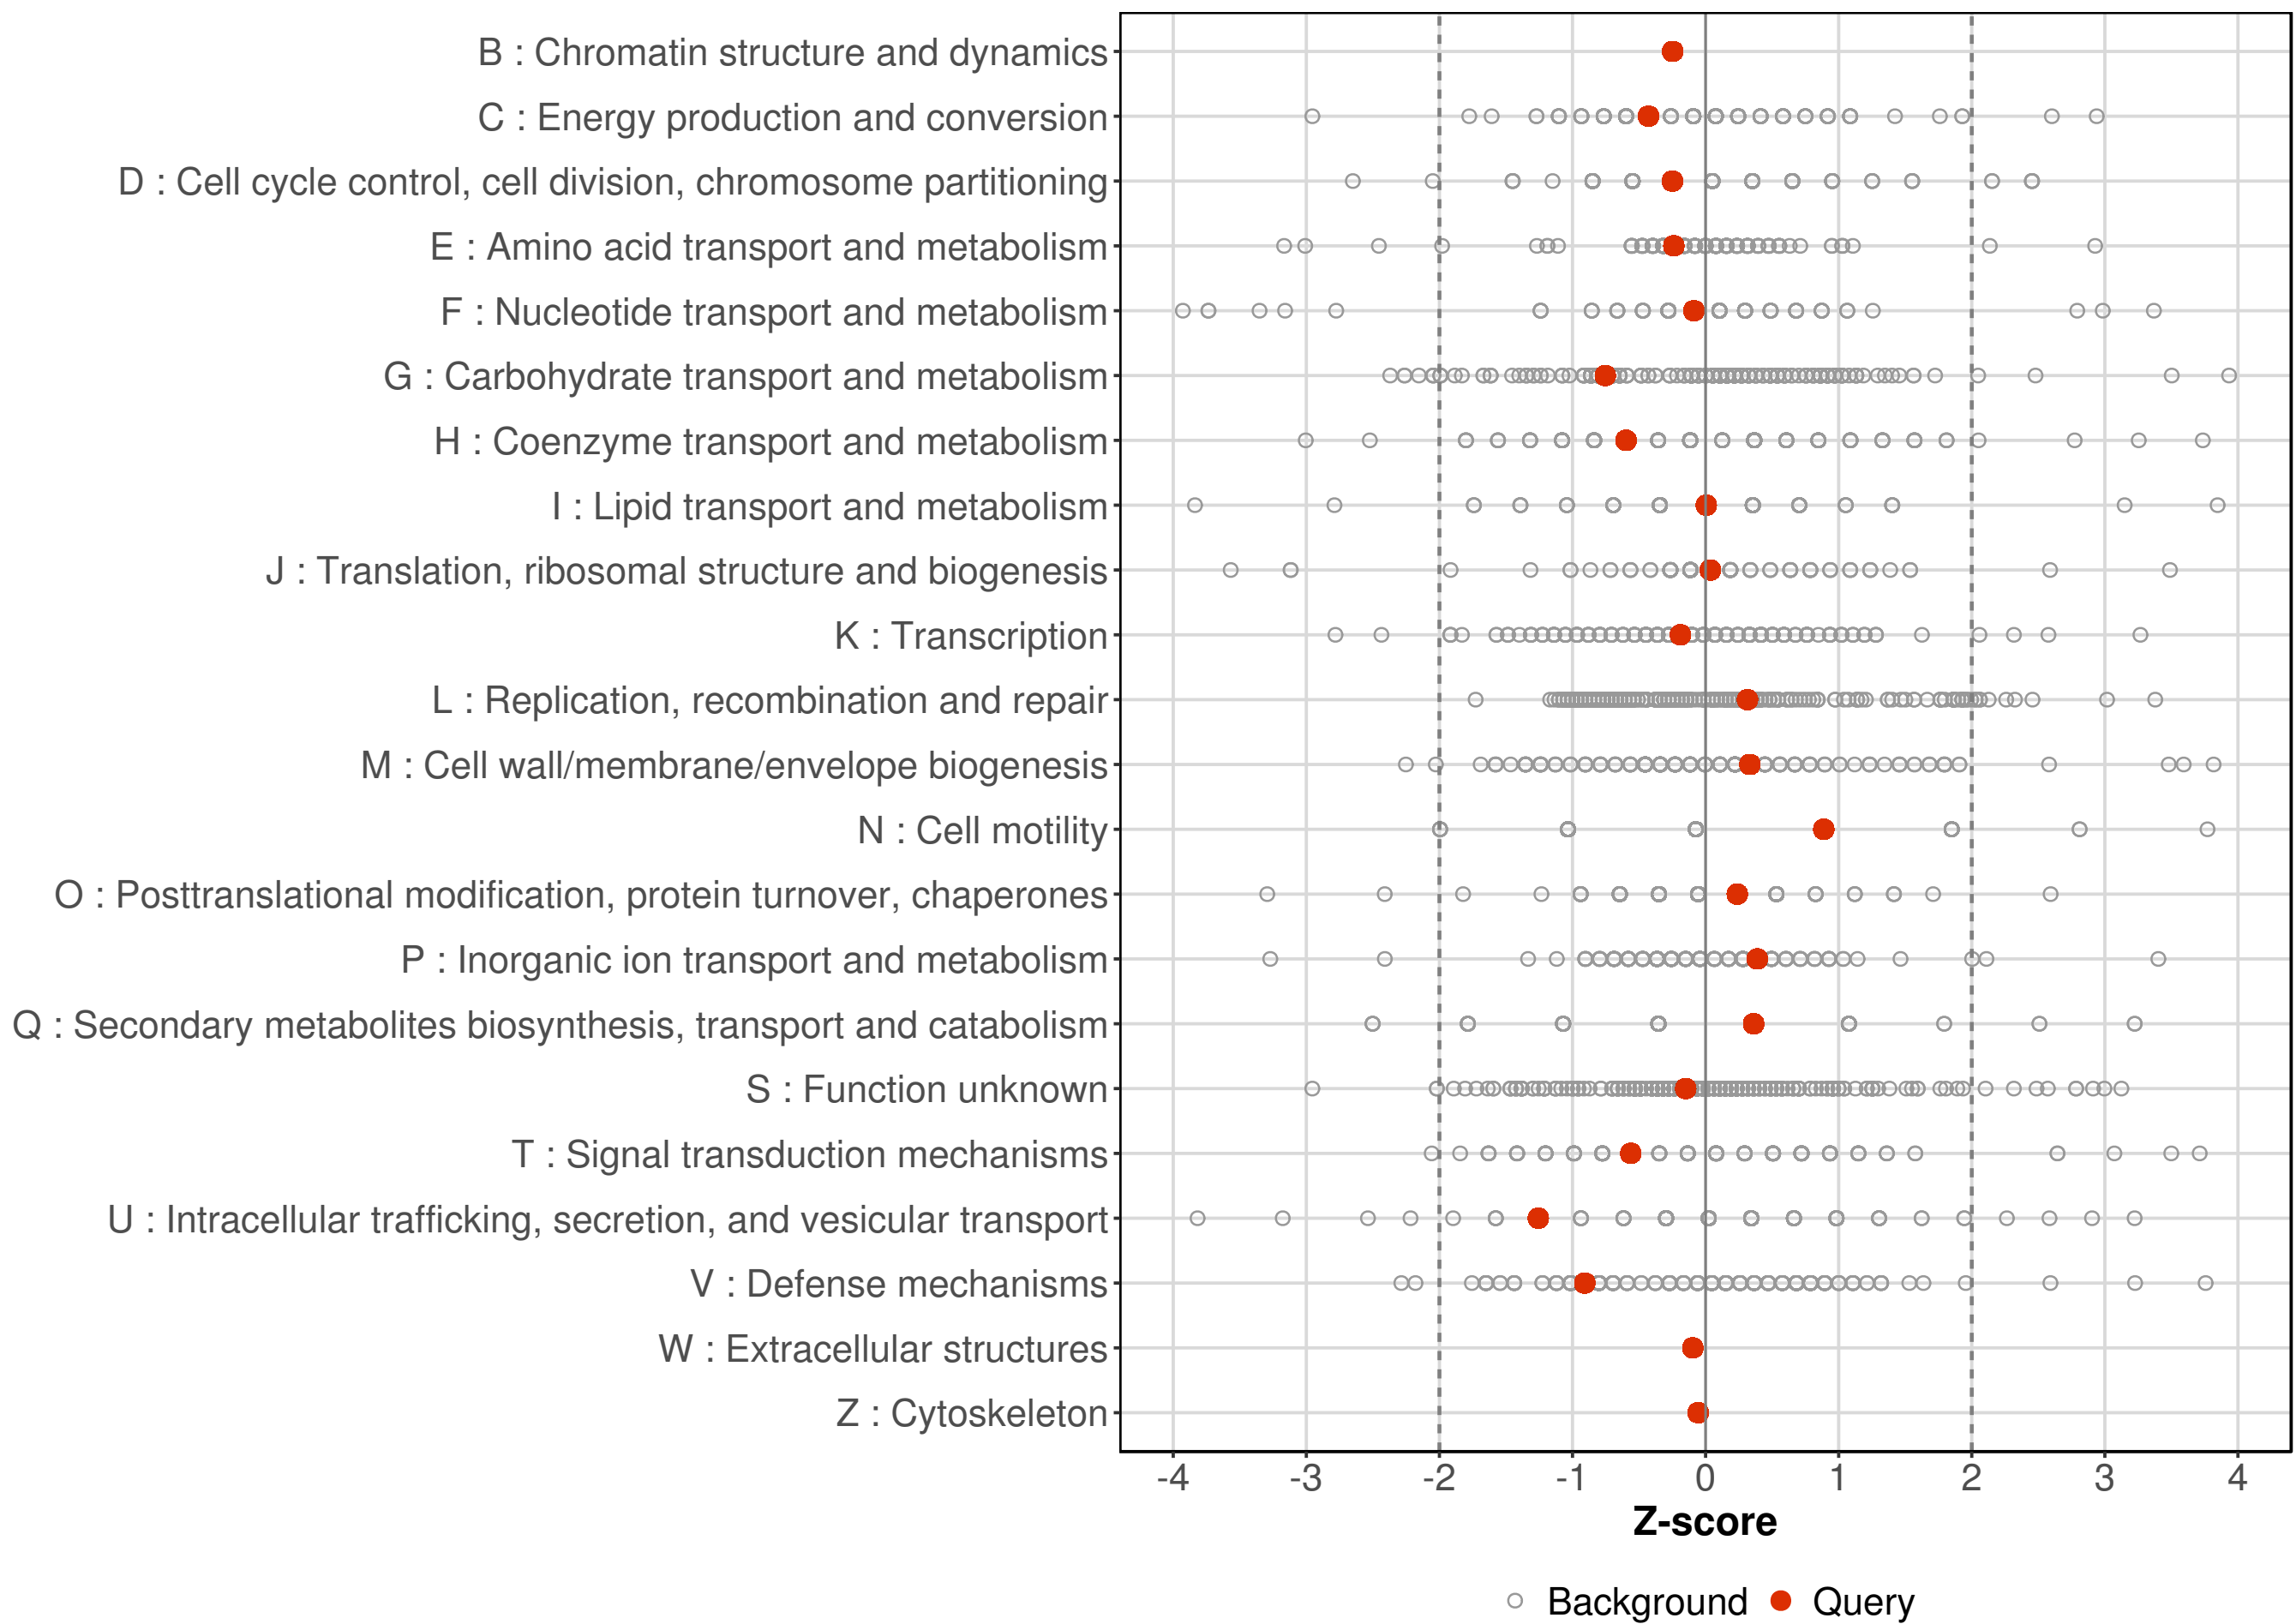 B : Chromatin structure and dynamics
C : Energy production and conversion
D : Cell cycle control, cell division, chromosome partitioning
E : Amino acid transport and metabolism
F : Nucleotide transport and metabolism
G : Carbohydrate transport and metabolism
H : Coenzyme transport and metabolism
I : Lipid transport and metabolism
J : Translation, ribosomal structure and biogenesis
K : Transcription
L : Replication, recombination and repair
M : Cell wall/membrane/envelope biogenesis
N : Cell motility
O : Posttranslational modification, protein turnover, chaperones
P : Inorganic ion transport and metabolism
Q : Secondary metabolites biosynthesis, transport and catabolism
S : Function unknown
T : Signal transduction mechanisms
U : Intracellular trafficking, secretion, and vesicular transport
V : Defense mechanisms
W : Extracellular structures
Z : Cytoskeleton
-4 -3 -2 -1 0 1 2 3 4
Z-score
Background Query